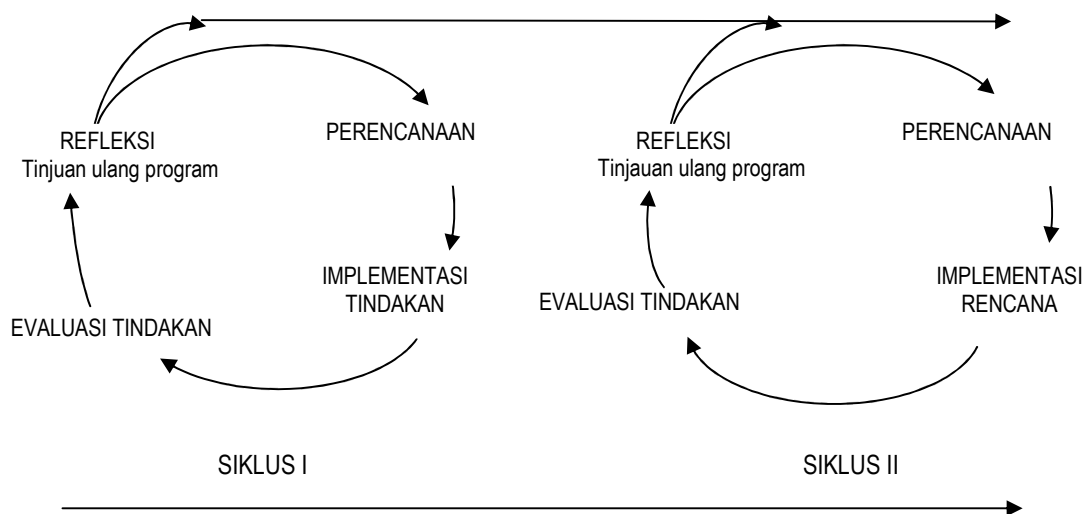 REFLEKSI
Tinjuan ulang program
PERENCANAAN
IMPLEMENTASI
TINDAKAN
EVALUASI TINDAKAN
SIKLUS I
REFLEKSI
Tinjauan ulang program
PERENCANAAN
IMPLEMENTASI
RENCANA
EVALUASI TINDAKAN
SIKLUS II